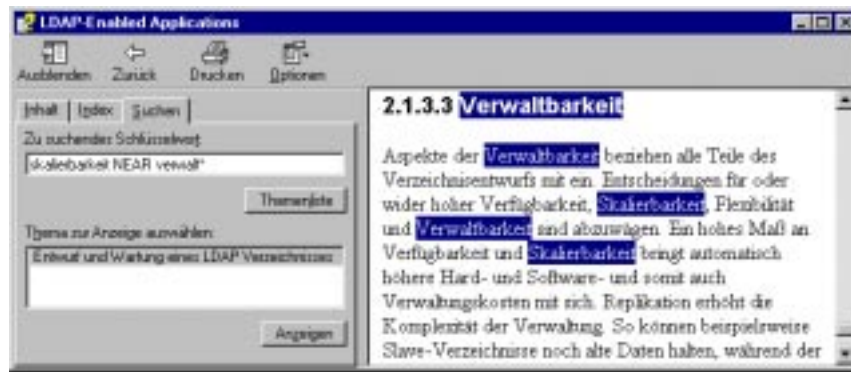 LDAP-Enabled Applications
Ausblenden Zurück Drucken Optionen
Inhalt Index Suchen
Zu suchendes Schlüsselwort:
skalierbarkeit NEAR verwalt*
Themenliste
Thema zur Anzeige auswählen:
Entwurf und Wartung eines LDAP Verzeichnisses
Anzeigen
2.1.3.3 Verwaltbarkeit
Aspekte der Verwaltbarkeit beziehen alle Teile des
Verzeichnisentwurfs mit ein. Entscheidungen für oder
wider hoher Verfügbarkeit, Skalierbarkeit, Flexibilität
und Verwaltbarkeit sind abzuwägen. Ein hohes Maß an
Verfügbarkeit und Skalierbarkeit bringt automatisch
höhere Hard- und Software- und somit auch
Verwaltungskosten mit sich. Replikation erhöht die
Komplexität der Verwaltung. So können beispielsweise
Slave-Verzeichnisse noch alte Daten halten, während der